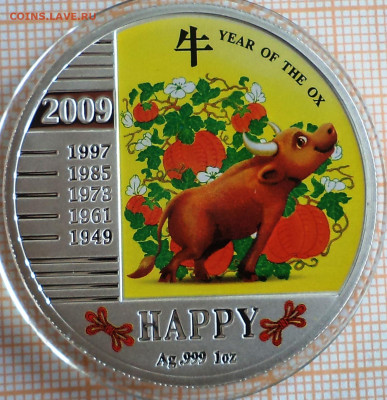 COINS.LAVE.RU
牛 YEAR OF THE OX
2009
1997
1985
1973
1961
1949
HAPPY
Ag.999 1oz